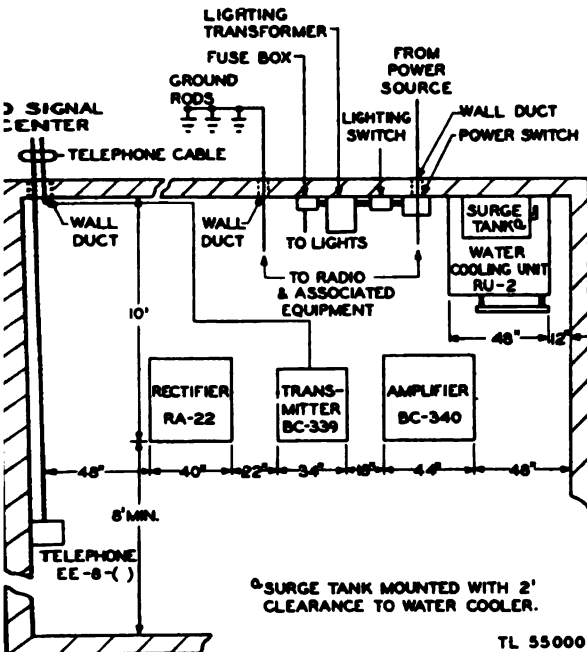 LIGHTING
TRANSFORMER
FUSE BOX
FROM
POWER
SOURCE
GROUND
RODS
SIGNAL
CENTER
LIGHTING
SWITCH
WALL DUCT
POWER SWITCH
TELEPHONE CABLE
WALL
DUCT
WALL
DUCT
TO LIGHTS
SURGE
TANK a
WATER
COOLING UNIT
RU-2
TO RADIO
& ASSOCIATED
EQUIPMENT
10'
48" 12"
RECTIFIER
RA-22
TRANS-
MITTER
BC-339
AMPLIFIER
BC-340
48" 40" 22" 34" 18" 44" 48"
8' MIN.
TELEPHONE
EE-8-( )
a SURGE TANK MOUNTED WITH 2'
CLEARANCE TO WATER COOLER.
TL 55000